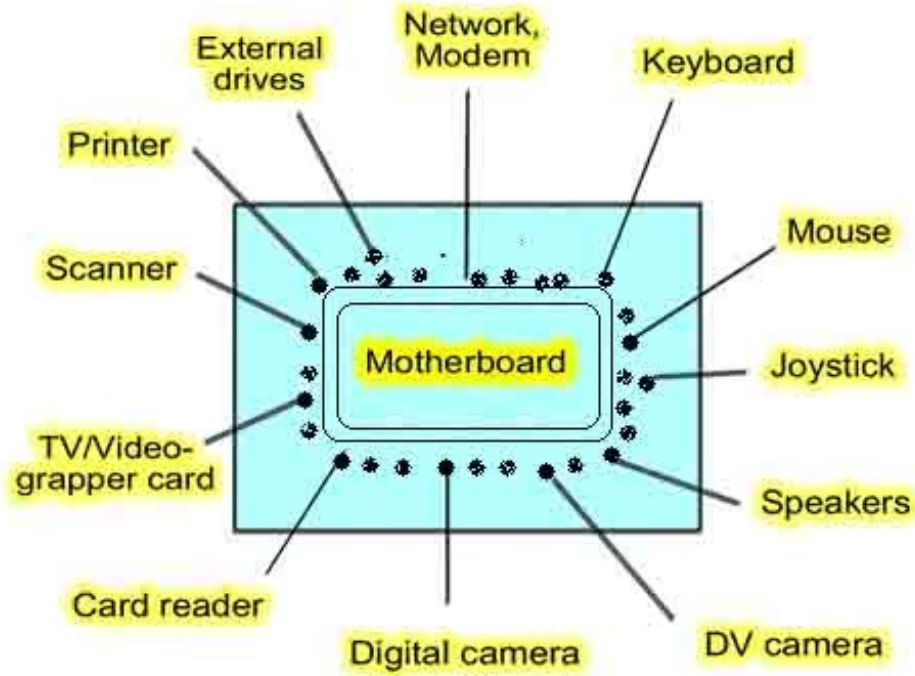 External
drives
Network,
Modem
Keyboard
Printer
Mouse
Scanner
Motherboard
Joystick
TV/Video-
grapper card
Speakers
Card reader
Digital camera
DV camera